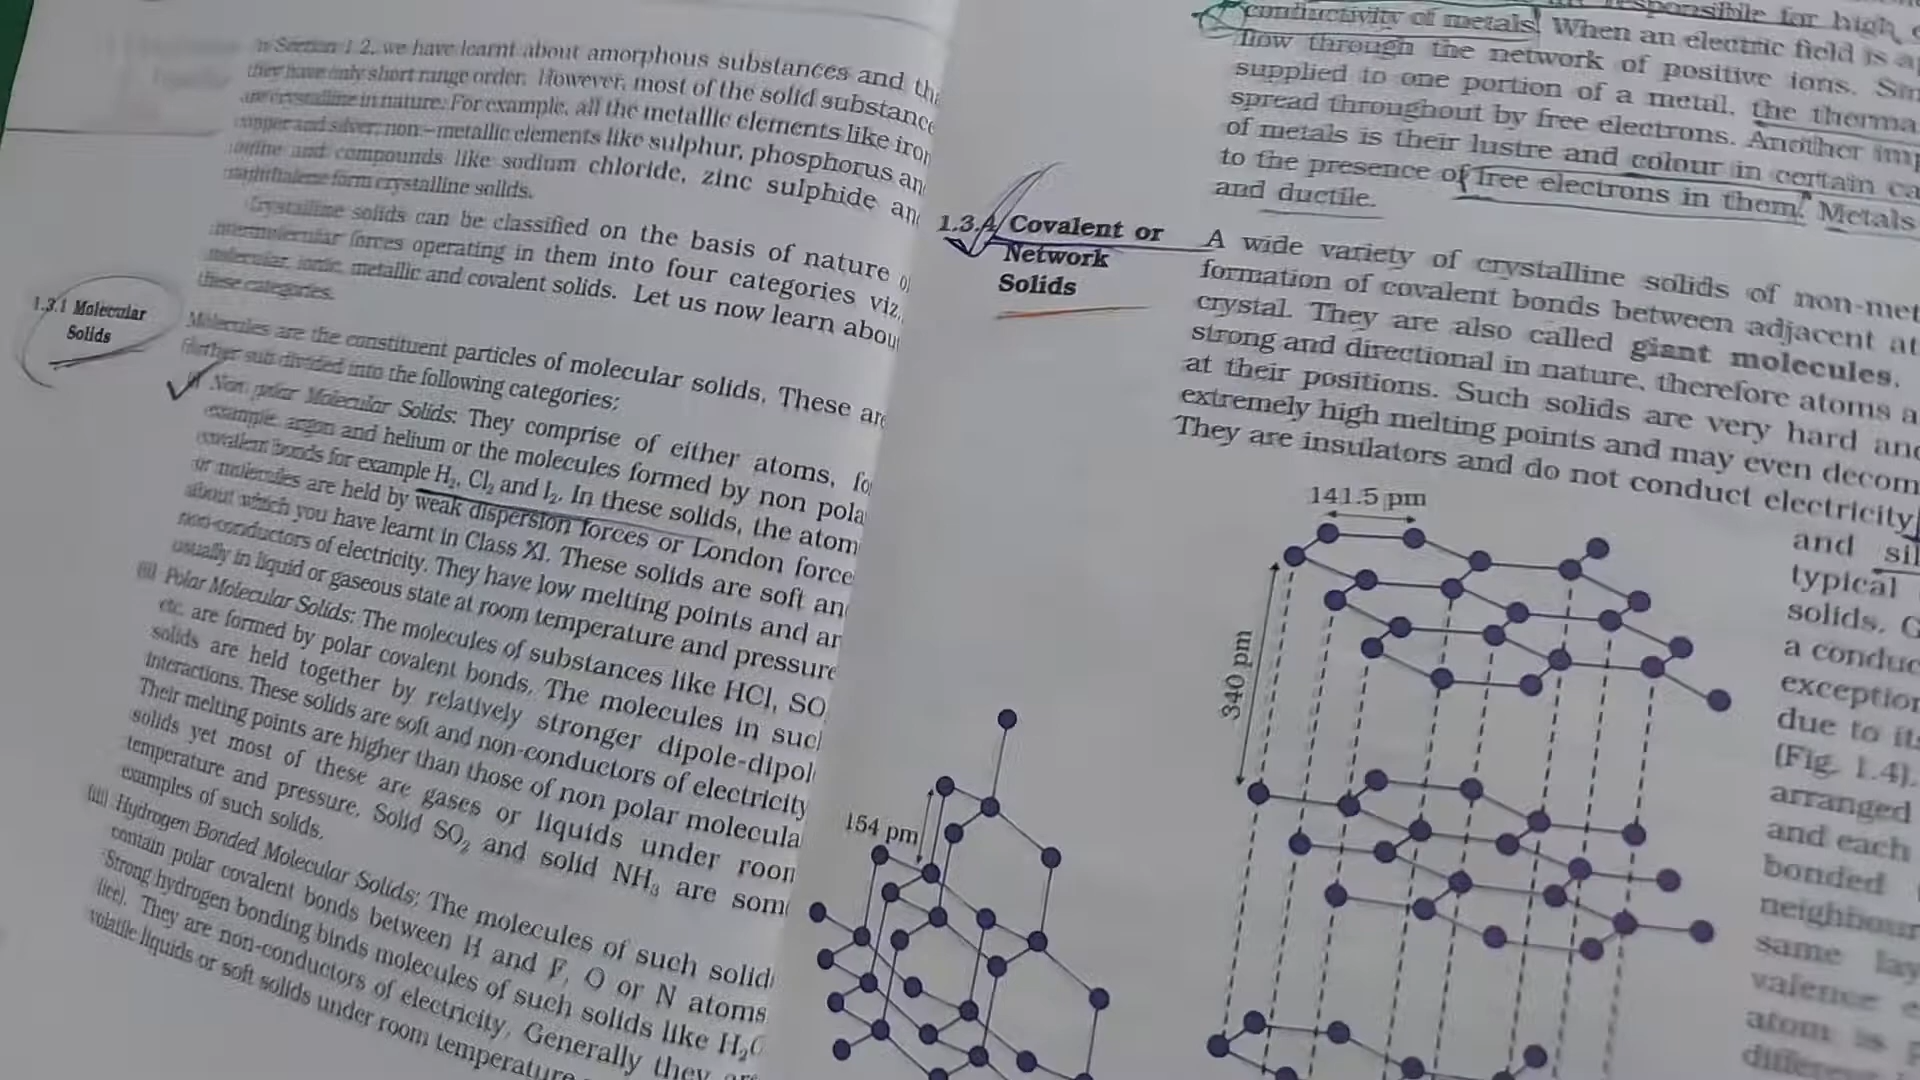 In Section 1.2, we have learnt about amorphous substances and tha
they have only short range order. However, most of the solid substance
are crystalline in nature. For example, all the metallic elements like iron
copper and silver; non-metallic elements like sulphur, phosphorus an
iodine and compounds like sodium chloride, zinc sulphide an
naphthalene form crystalline solids.
Crystalline solids can be classified on the basis of nature o
intermolecular forces operating in them into four categories viz.,
molecular, ionic, metallic and covalent solids. Let us now learn abou
these categories.
1.3.1 Molecular
Solids
Molecules are the constituent particles of molecular solids. These are
further sub divided into the following categories:
(i) Non polar Molecular Solids: They comprise of either atoms, fo
example, argon and helium or the molecules formed by non pola
covalent bonds for example H₂, Cl₂ and I₂. In these solids, the atom
or molecules are held by weak dispersion forces or London force
about which you have learnt in Class XI. These solids are soft an
non-conductors of electricity. They have low melting points and ar
usually in liquid or gaseous state at room temperature and pressure
(ii) Polar Molecular Solids: The molecules of substances like HCl, SO
etc. are formed by polar covalent bonds. The molecules in sucl
solids are held together by relatively stronger dipole-dipol
interactions. These solids are soft and non-conductors of electricity
Their melting points are higher than those of non polar molecula
solids yet most of these are gases or liquids under room
temperature and pressure. Solid SO₂ and solid NH₃ are som
examples of such solids.
(iii) Hydrogen Bonded Molecular Solids: The molecules of such solid
contain polar covalent bonds between H and F, O or N atoms
Strong hydrogen bonding binds molecules of such solids like H₂O
(ice). They are non-conductors of electricity. Generally they are
volatile liquids or soft solids under room temperature
responsible for high
conductivity of metals. When an electric field is a
flow through the network of positive ions. Sim
supplied to one portion of a metal, the therma
spread throughout by free electrons. Another imp
of metals is their lustre and colour in certain ca
to the presence of free electrons in them. Metals
and ductile.
1.3.4 Covalent or
Network
Solids
A wide variety of crystalline solids of non-met
formation of covalent bonds between adjacent at
crystal. They are also called giant molecules.
strong and directional in nature, therefore atoms a
at their positions. Such solids are very hard and
extremely high melting points and may even decom
They are insulators and do not conduct electricity
141.5 pm
340 pm
154 pm
and sil
typical
solids. G
a conduc
exception
due to its
(Fig. 1.4).
arranged
and each
bonded
neighbour
same lay
valence e
atom is p
different